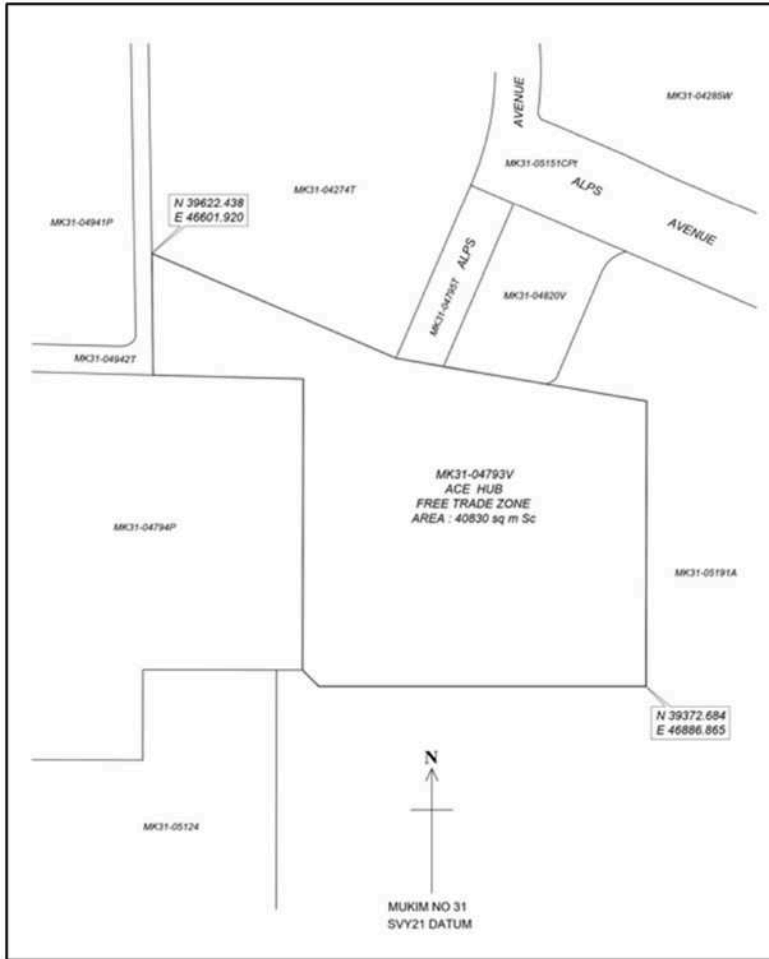 AVENUE
MK31-04285W
MK31-05151CPt
ALPS
AVENUE
MK31-04274T
N 39622.438
E 46601.920
MK31-04941P
ALPS
MK31-04795T
MK31-04820V
MK31-04942T
MK31-04793V
ACE HUB
FREE TRADE ZONE
AREA : 40830 sq m Sc
MK31-04794P
MK31-05191A
N 39372.684
E 46886.865
N
MK31-05124
MUKIM NO 31
SVY21 DATUM